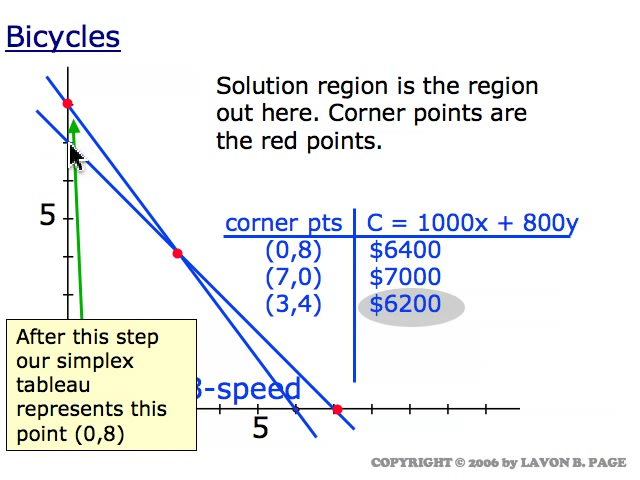 Bicycles
Solution region is the region
out here. Corner points are
the red points.
5
corner pts C = 1000x + 800y
(0,8) $6400
(7,0) $7000
(3,4) $6200
After this step
our simplex
tableau
represents this
point (0,8)
3-speed
5
COPYRIGHT © 2006 by LAVON B. PAGE